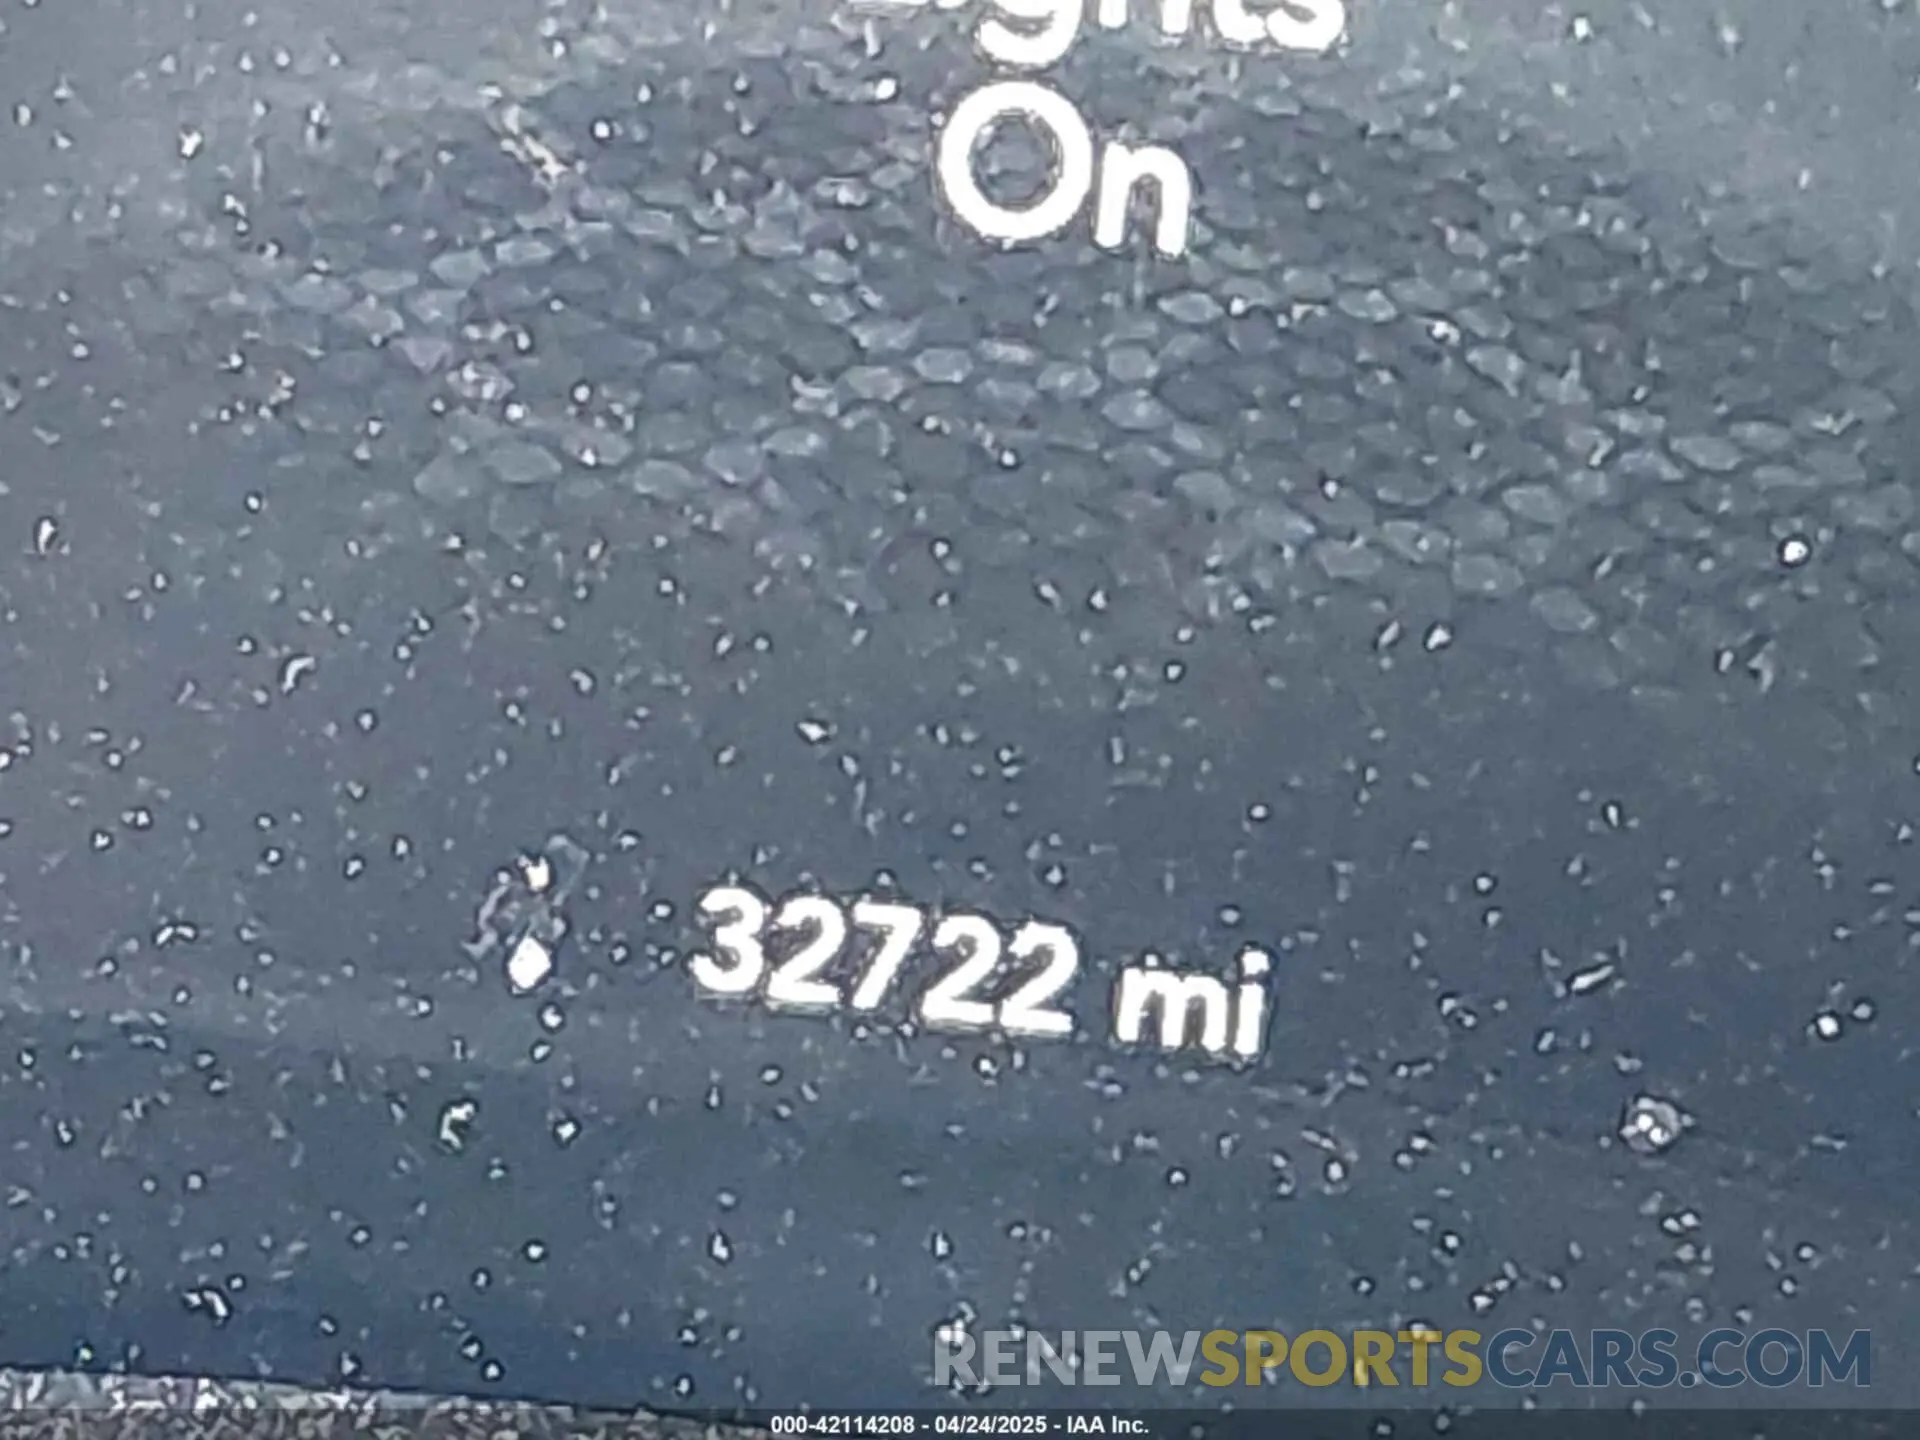 On
32722 mi
RENEWSPORTSCARS.COM
000-42114208 - 04/24/2025 - IAA Inc.